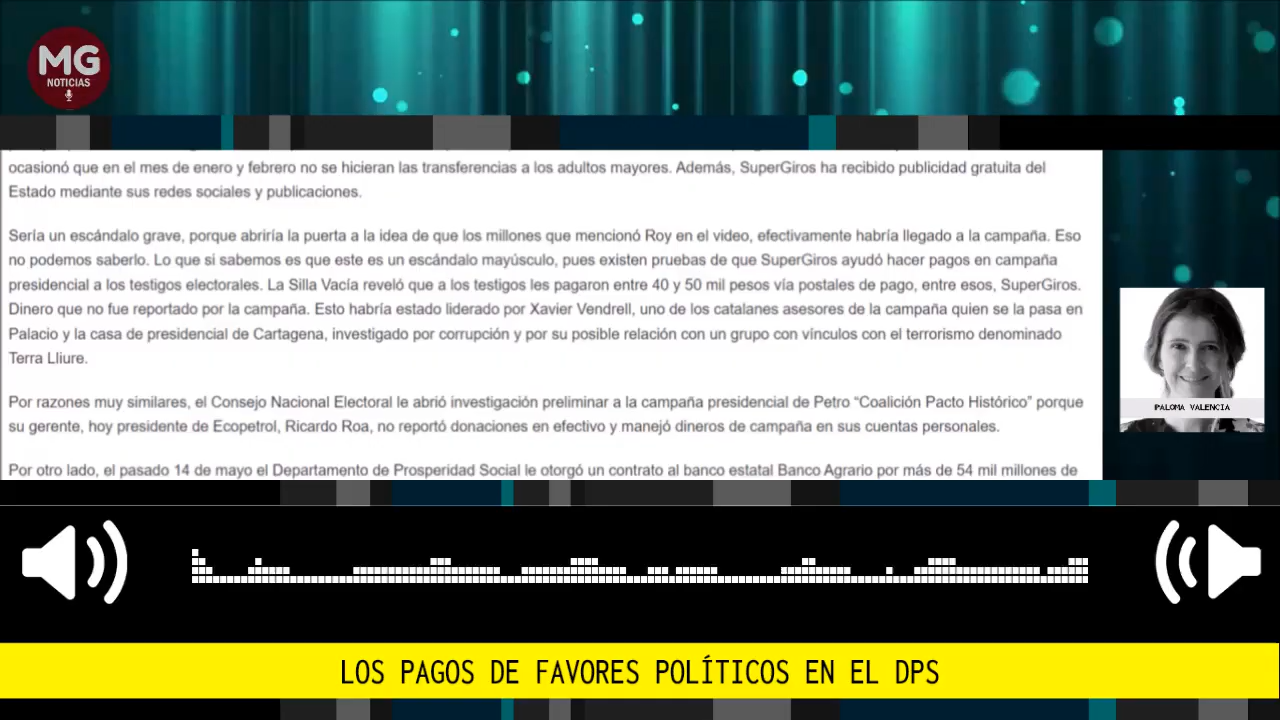 MG
NOTICIAS
ocasionó que en el mes de enero y febrero no se hicieran las transferencias a los adultos mayores. Además, SuperGiros ha recibido publicidad gratuita del
Estado mediante sus redes sociales y publicaciones.
Sería un escándalo grave, porque abriría la puerta a la idea de que los millones que mencionó Roy en el video, efectivamente habría llegado a la campaña. Eso
no podemos saberlo. Lo que si sabemos es que este es un escándalo mayúsculo, pues existen pruebas de que SuperGiros ayudó hacer pagos en campaña
presidencial a los testigos electorales. La Silla Vacía reveló que a los testigos les pagaron entre 40 y 50 mil pesos vía postales de pago, entre esos, SuperGiros.
Dinero que no fue reportado por la campaña. Esto habría estado liderado por Xavier Vendrell, uno de los catalanes asesores de la campaña quien se la pasa en
Palacio y la casa de presidencial de Cartagena, investigado por corrupción y por su posible relación con un grupo con vínculos con el terrorismo denominado
Terra Lliure.
Por razones muy similares, el Consejo Nacional Electoral le abrió investigación preliminar a la campaña presidencial de Petro “Coalición Pacto Histórico” porque
su gerente, hoy presidente de Ecopetrol, Ricardo Roa, no reportó donaciones en efectivo y manejó dineros de campaña en sus cuentas personales.
Por otro lado, el pasado 14 de mayo el Departamento de Prosperidad Social le otorgó un contrato al banco estatal Banco Agrario por más de 54 mil millones de
PALOMA VALENCIA
LOS PAGOS DE FAVORES POLÍTICOS EN EL DPS